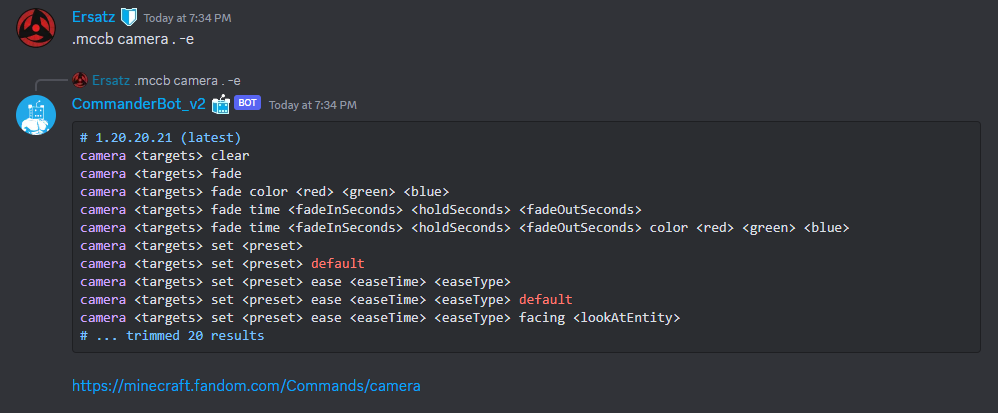 Ersatz Today at 7:34 PM
.mccb camera . -e
Ersatz .mccb camera . -e
CommanderBot_v2 BOT Today at 7:34 PM
# 1.20.20.21 (latest)
camera <targets> clear
camera <targets> fade
camera <targets> fade color <red> <green> <blue>
camera <targets> fade time <fadeInSeconds> <holdSeconds> <fadeOutSeconds>
camera <targets> fade time <fadeInSeconds> <holdSeconds> <fadeOutSeconds> color <red> <green> <blue>
camera <targets> set <preset>
camera <targets> set <preset> default
camera <targets> set <preset> ease <easeTime> <easeType>
camera <targets> set <preset> ease <easeTime> <easeType> default
camera <targets> set <preset> ease <easeTime> <easeType> facing <lookAtEntity>
# ... trimmed 20 results
https://minecraft.fandom.com/Commands/camera